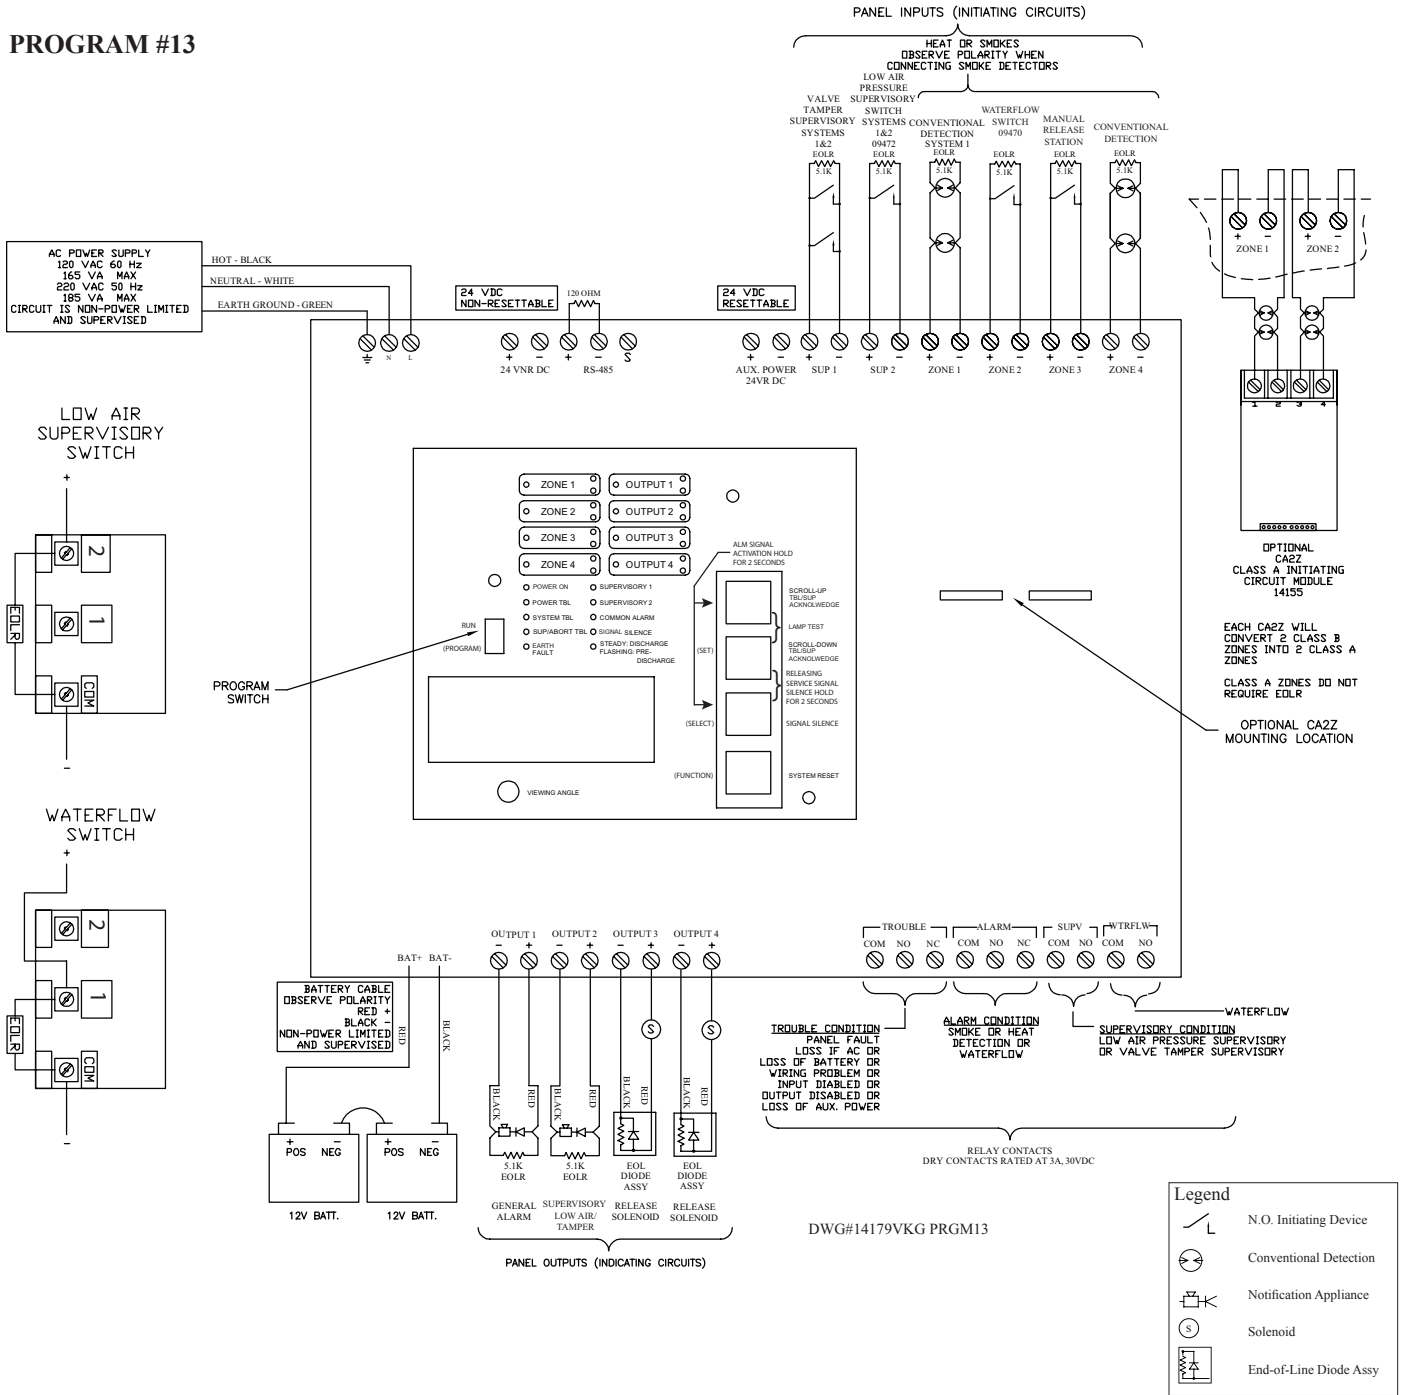 PANEL INPUTS (INITIATING CIRCUITS)
PROGRAM #13
HEAT OR SMOKES
OBSERVE POLARITY WHEN
CONNECTING SMOKE DETECTORS
VALVE
TAMPER
SUPERVISORY
SYSTEMS
1&2
EOLR
5.1K
LOW AIR
PRESSURE
SUPERVISORY
SWITCH
SYSTEMS
1&2
09472
EOLR
5.1K
CONVENTIONAL
DETECTION
SYSTEM 1
EOLR
5.1K
WATERFLOW
SWITCH
09470
EOLR
5.1K
MANUAL
RELEASE
STATION
EOLR
5.1K
CONVENTIONAL
DETECTION
EOLR
5.1K
+ - + -
ZONE 1 ZONE 2
AC POWER SUPPLY
120 VAC 60 Hz
165 VA MAX
220 VAC 50 Hz
185 VA MAX
CIRCUIT IS NON-POWER LIMITED
AND SUPERVISED
HOT - BLACK
NEUTRAL - WHITE
EARTH GROUND - GREEN
24 VDC
NON-RESETTABLE
120 OHM
24 VDC
RESETTABLE
N L
+ - + - S
24 VNR DC RS-485
+ - + - + - + - + - + - + -
AUX. POWER
24VR DC
SUP 1 SUP 2 ZONE 1 ZONE 2 ZONE 3 ZONE 4
1 2 3 4
OPTIONAL
CA2Z
CLASS A INITIATING
CIRCUIT MODULE
14155
EACH CA2Z WILL
CONVERT 2 CLASS B
ZONES INTO 2 CLASS A
ZONES
CLASS A ZONES DO NOT
REQUIRE EOLR
OPTIONAL CA2Z
MOUNTING LOCATION
LOW AIR
SUPERVISORY
SWITCH
+
2
1
COM
EOLR
-
ZONE 1 OUTPUT 1
ZONE 2 OUTPUT 2
ZONE 3 OUTPUT 3
ZONE 4 OUTPUT 4
POWER ON SUPERVISORY 1
POWER TBL SUPERVISORY 2
SYSTEM TBL COMMON ALARM
SUP/ABORT TBL SIGNAL SILENCE
EARTH
FAULT
STEADY: DISCHARGE
FLASHING: PRE-
DISCHARGE
RUN
(PROGRAM)
PROGRAM
SWITCH
ALM SIGNAL
ACTIVATION HOLD
FOR 2 SECONDS
SCROLL-UP
TBL/SUP
ACKNOLWEDGE
LAMP TEST
(SET)
SCROLL-DOWN
TBL/SUP
ACKNOLWEDGE
RELEASING
SERVICE SIGNAL
SILENCE HOLD
FOR 2 SECONDS
(SELECT)
SIGNAL SILENCE
(FUNCTION)
SYSTEM RESET
VIEWING ANGLE
WATERFLOW
SWITCH
+
2
1
COM
EOLR
-
BAT+ BAT-
OUTPUT 1 OUTPUT 2 OUTPUT 3 OUTPUT 4
- + - + - + - +
TROUBLE ALARM SUPV WTRFLW
COM NO NC COM NO NC COM NO COM NO
BATTERY CABLE
OBSERVE POLARITY
RED +
BLACK -
NON-POWER LIMITED
AND SUPERVISED
RED
BLACK
S
S
BLACK RED BLACK RED BLACK RED BLACK RED
+ - + -
POS NEG POS NEG
12V BATT. 12V BATT.
5.1K
EOLR
5.1K
EOLR
EOL
DIODE
ASSY
EOL
DIODE
ASSY
GENERAL
ALARM
SUPERVISORY
LOW AIR/
TAMPER
RELEASE
SOLENOID
RELEASE
SOLENOID
PANEL OUTPUTS (INDICATING CIRCUITS)
TROUBLE CONDITION
PANEL FAULT
LOSS IF AC OR
LOSS OF BATTERY OR
WIRING PROBLEM OR
INPUT DIABLED OR
OUTPUT DISABLED OR
LOSS OF AUX. POWER
ALARM CONDITION
SMOKE OR HEAT
DETECTION OR
WATERFLOW
WATERFLOW
SUPERVISORY CONDITION
LOW AIR PRESSURE SUPERVISORY
OR VALVE TAMPER SUPERVISORY
RELAY CONTACTS
DRY CONTACTS RATED AT 3A, 30VDC
DWG#14179VKG PRGM13
Legend
N.O. Initiating Device
Conventional Detection
Notification Appliance
S Solenoid
End-of-Line Diode Assy